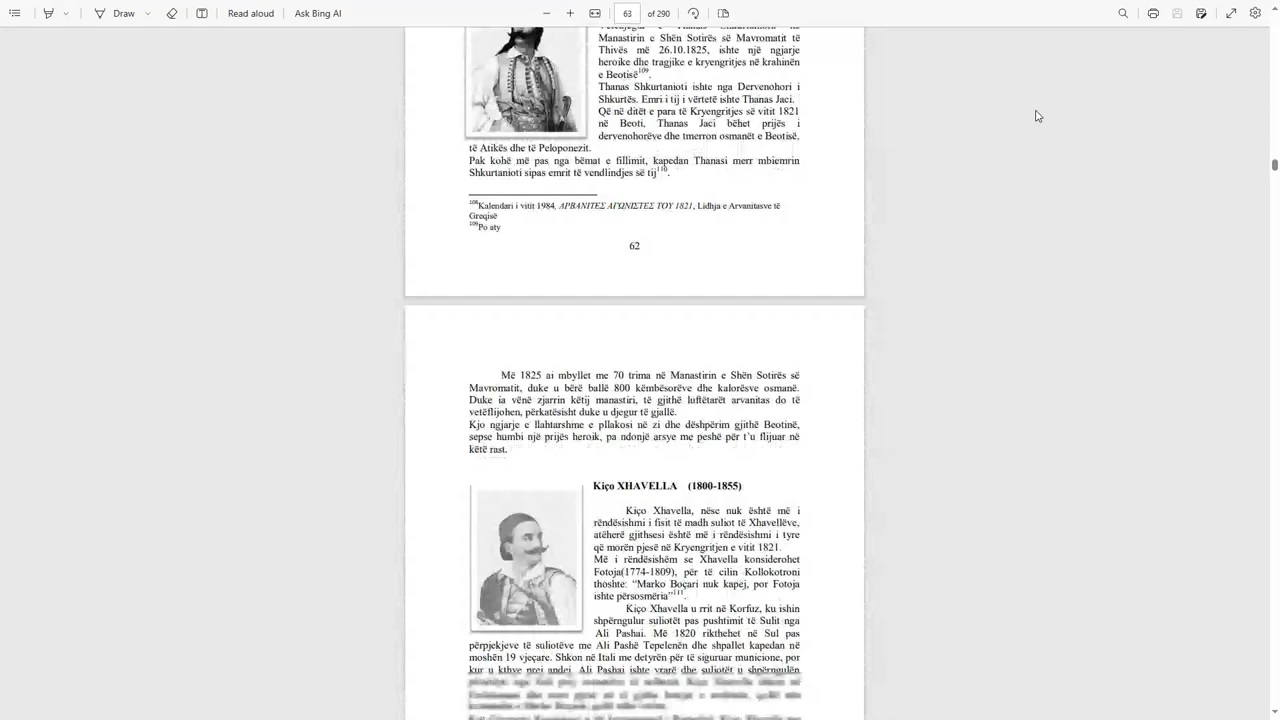 Draw
Read aloud
Ask Bing AI
63 of 290
Manastirin e Shën Sotirës së Mavromatit të
Thivës më 26.10.1825, ishte një ngjarje
heroike dhe tragjike e kryengritjes në krahinën
e Beotisë109.
Thanas Shkurtanioti ishte nga Dervenohori i
Shkurtës. Emri i tij i vërtetë ishte Thanas Jaci.
Që në ditët e para të Kryengritjes së vitit 1821
në Beoti, Thanas Jaci bëhet prijës i
dervenohorëve dhe tmerron osmanët e Beotisë,
të Atikës dhe të Peloponezit.
Pak kohë më pas nga bëmat e fillimit, kapedan Thanasi merr mbiemrin
Shkurtanioti sipas emrit të vendlindjes së tij110.
108Kalendari i vitit 1984, ΑΡΒΑΝΙΤΕΣ ΑΓΩΝΙΣΤΕΣ ΤΟΥ 1821, Lidhja e Arvanitasve të
Greqisë
109Po aty
62
Më 1825 ai mbyllet me 70 trima në Manastirin e Shën Sotirës së
Mavromatit, duke u bërë ballë 800 këmbësorëve dhe kalorësve osmanë.
Duke ia vënë zjarrin këtij manastiri, të gjithë luftëtarët arvanitas do të
vetëflijohen, përkatësisht duke u djegur të gjallë.
Kjo ngjarje e llahtarshme e pllakosi në zi dhe dëshpërim gjithë Beotinë,
sepse humbi një prijës heroik, pa ndonjë arsye me peshë për t'u flijuar në
këtë rast.
Kiço XHAVELLA (1800-1855)
Kiço Xhavella, nëse nuk është më i
rëndësishmi i fisit të madh suliot të Xhavellëve,
atëherë gjithsesi është më i rëndësishmi i tyre
që morën pjesë në Kryengritjen e vitit 1821.
Më i rëndësishëm se Xhavella konsiderohet
Fotoja(1774-1809), për të cilin Kollokotroni
thoshte: “Marko Boçari nuk kapej, por Fotoja
ishte përsosmëria”111.
Kiço Xhavella u rrit në Korfuz, ku ishin
shpërngulur suliotët pas pushtimit të Sulit nga
Ali Pashai. Më 1820 rikthehet në Sul pas
përpjekjeve të suliotëve me Ali Pashë Tepelenën dhe shpallet kapedan në
moshën 19 vjeçare. Shkon në Itali me detyrën për të siguruar municione, por
kur u kthye prej andej, Ali Pashai ishte vrarë dhe suliotët u shpërngulën